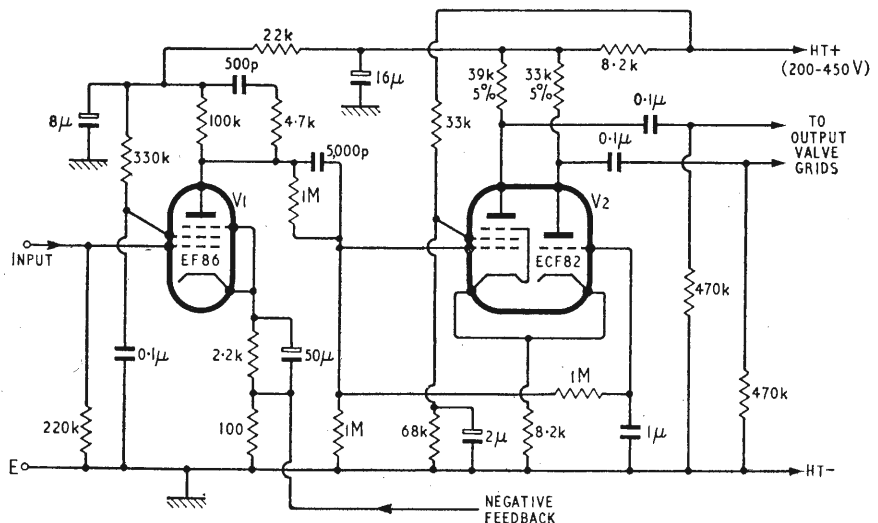 22k
500p
16μ
39k
5%
33k
5%
8·2k
HT+
(200-450V)
8μ
100k
4·7k
33k
0·1μ
0·1μ
TO
OUTPUT
VALVE
GRIDS
330k
5,000p
1M
V1
V2
EF86
ECF82
INPUT
470k
0·1μ
2·2k
50μ
1M
470k
220k
100
1M
68k
2μ
8·2k
1μ
E
HT-
NEGATIVE
FEEDBACK